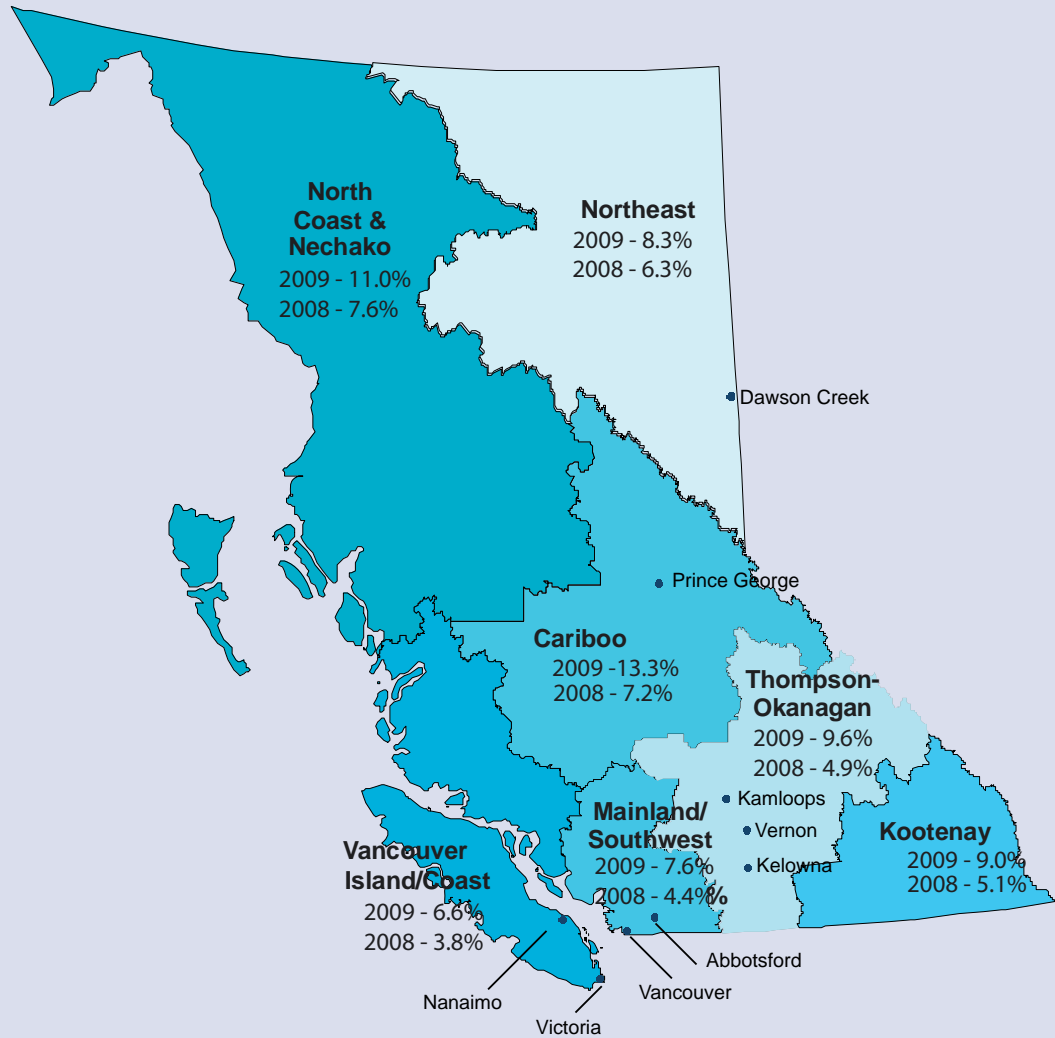 North
Coast &
Nechako
2009 - 11.0%
2008 - 7.6%
Northeast
2009 - 8.3%
2008 - 6.3%
Dawson Creek
Prince George
Cariboo
2009 -13.3%
2008 - 7.2%
Thompson-
Okanagan
2009 - 9.6%
2008 - 4.9%
Kamloops
Vernon
Kelowna
Mainland/
Southwest
2009 - 7.6%
2008 - 4.4%
Kootenay
2009 - 9.0%
2008 - 5.1%
Vancouver
Island/Coast
2009 - 6.6%
2008 - 3.8%
Abbotsford
Vancouver
Nanaimo
Victoria